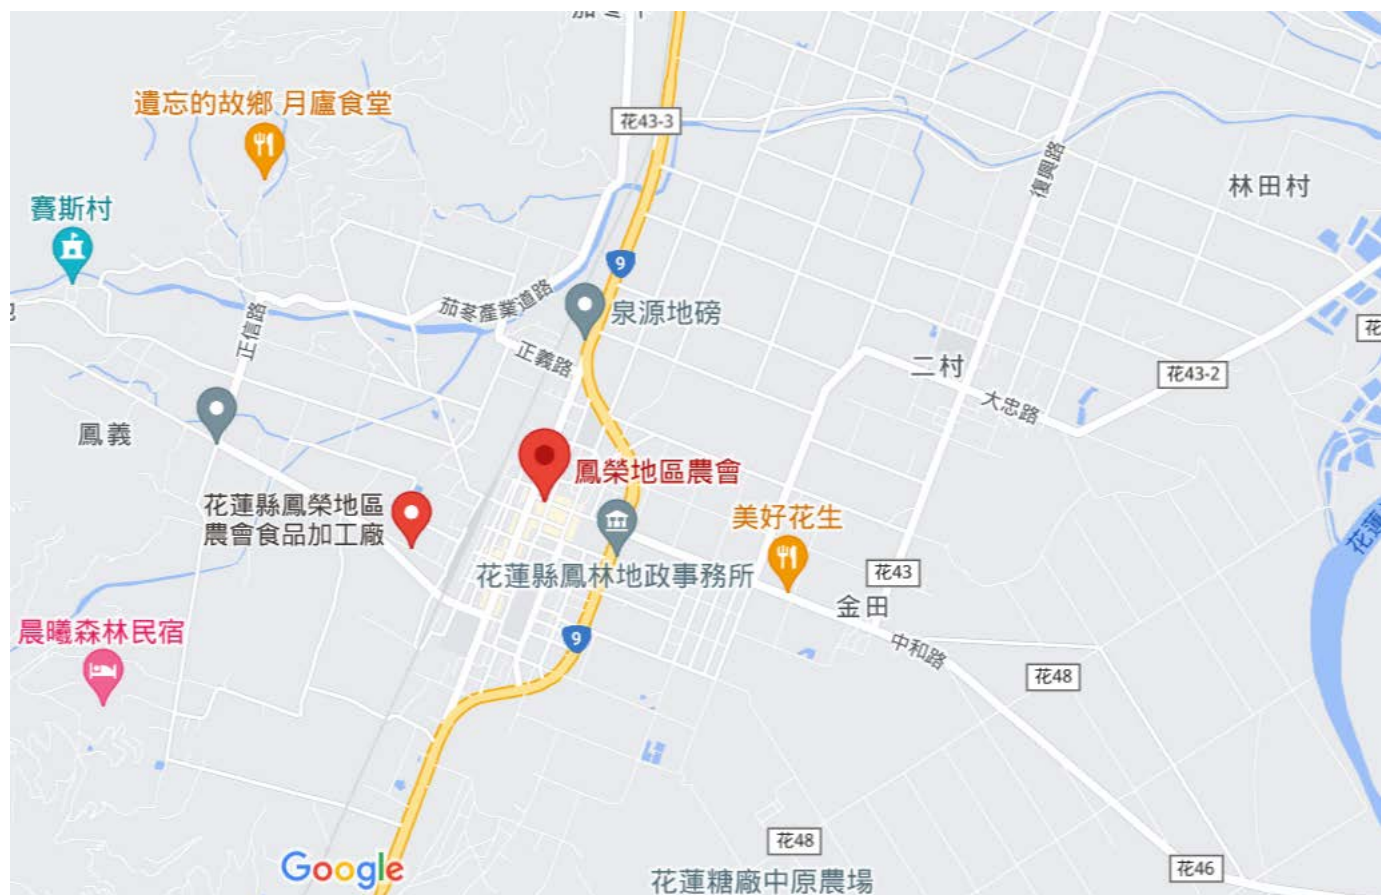 花43-3
遺忘的故鄉 月廬食堂
復興路
林田村
賽斯村
9
茄苳產業道路
泉源地磅
正信路
正義路
二村
花43-2
大忠路
鳳義
鳳榮地區農會
花蓮縣鳳榮地區
農會食品加工廠
美好花生
花蓮縣鳳林地政事務所
花43
金田
晨曦森林民宿
9
中和路
花48
花48
Google
花46
花蓮糖廠中原農場